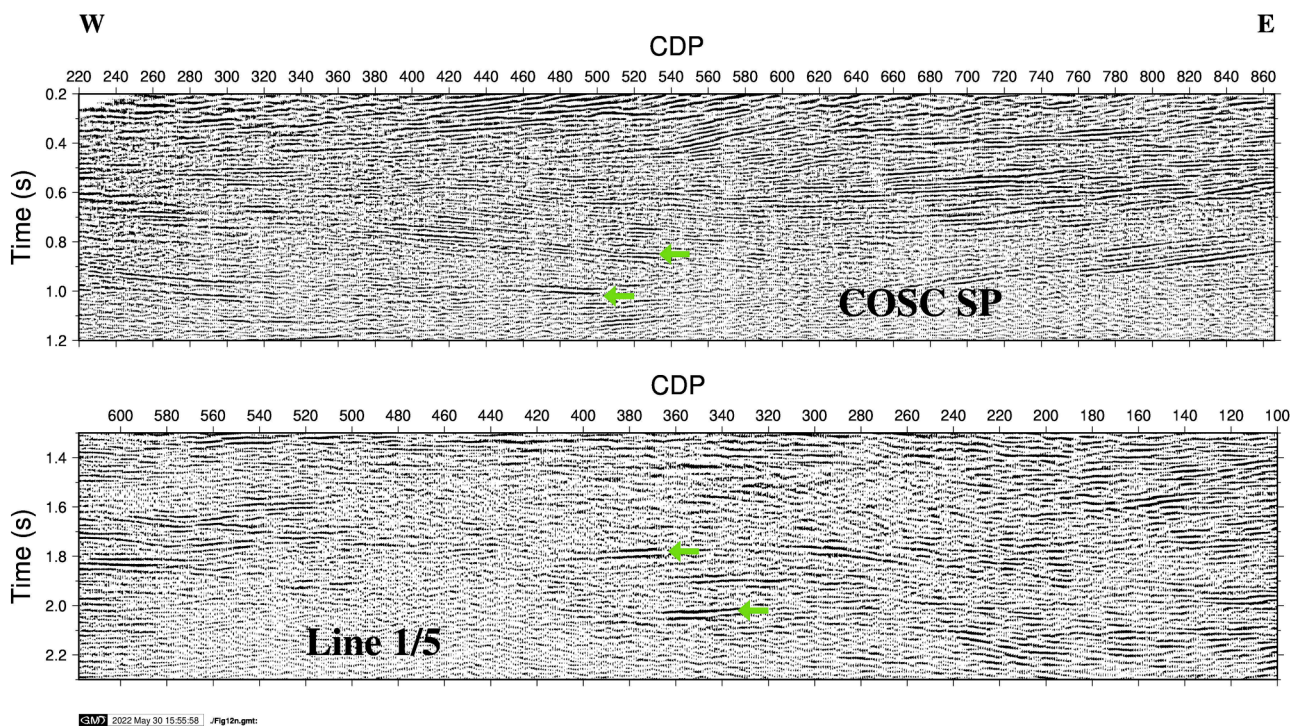 W E
CDP
220 240 260 280 300 320 340 360 380 400 420 440 460 480 500 520 540 560 580 600 620 640 660 680 700 720 740 760 780 800 820 840 860
0.2
0.4
0.6
0.8
1.0
1.2
Time (s)
COSC SP
CDP
600 580 560 540 520 500 480 460 440 420 400 380 360 340 320 300 280 260 240 220 200 180 160 140 120 100
1.4
1.6
1.8
2.0
2.2
Time (s)
Line 1/5
GMT 2022 May 30 15:55:58 ./Fig12n.gmt: